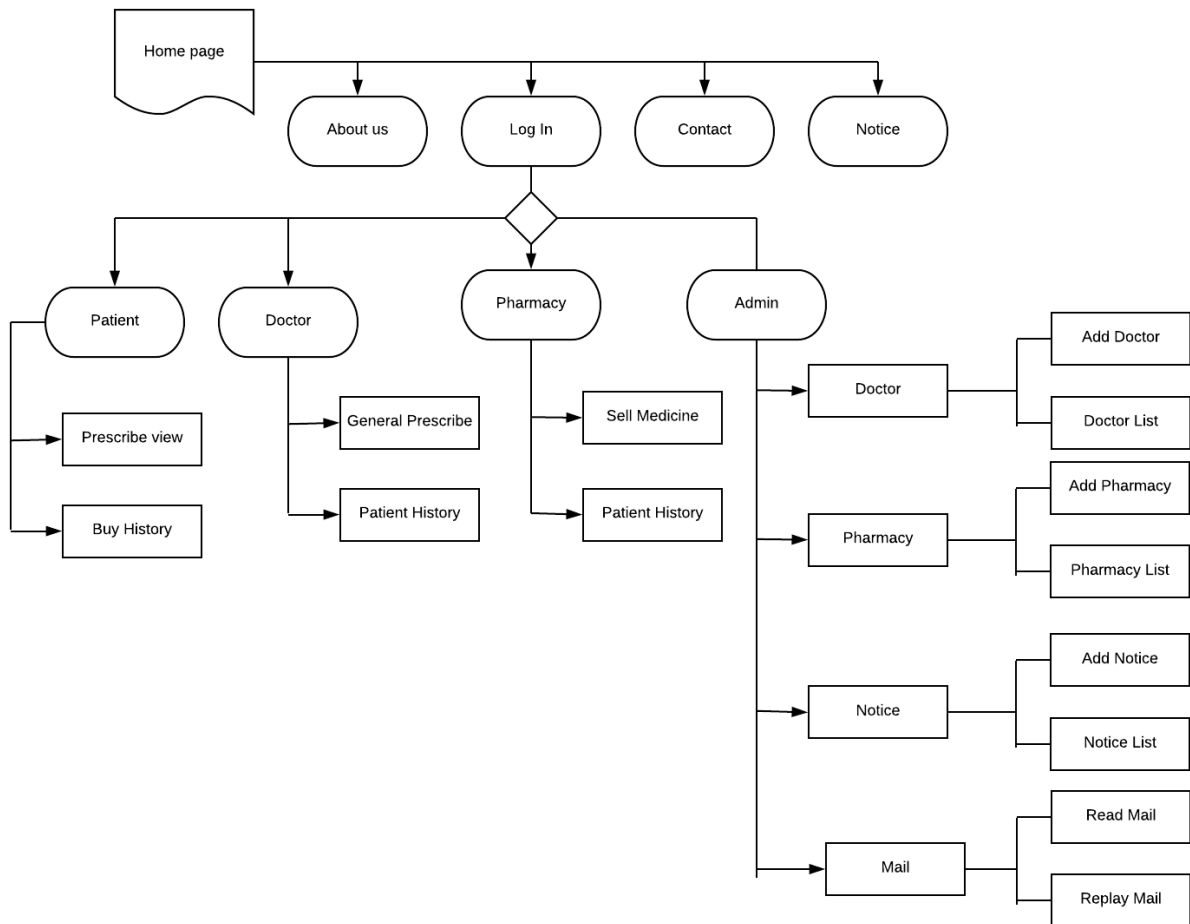 Home page
About us
Log In
Contact
Notice
Patient
Doctor
Pharmacy
Admin
Prescribe view
Buy History
General Prescribe
Patient History
Sell Medicine
Patient History
Doctor
Add Doctor
Doctor List
Pharmacy
Add Pharmacy
Pharmacy List
Notice
Add Notice
Notice List
Mail
Read Mail
Replay Mail